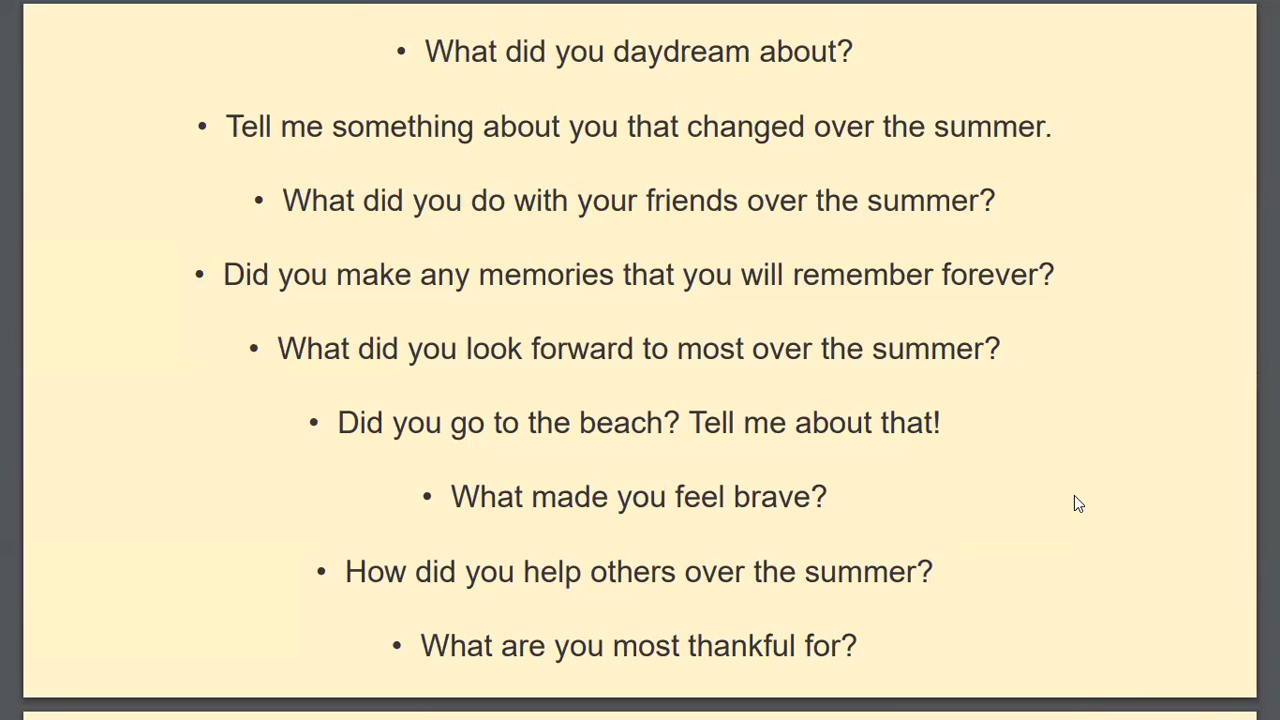 • What did you daydream about?
• Tell me something about you that changed over the summer.
• What did you do with your friends over the summer?
• Did you make any memories that you will remember forever?
• What did you look forward to most over the summer?
• Did you go to the beach? Tell me about that!
• What made you feel brave?
• How did you help others over the summer?
• What are you most thankful for?